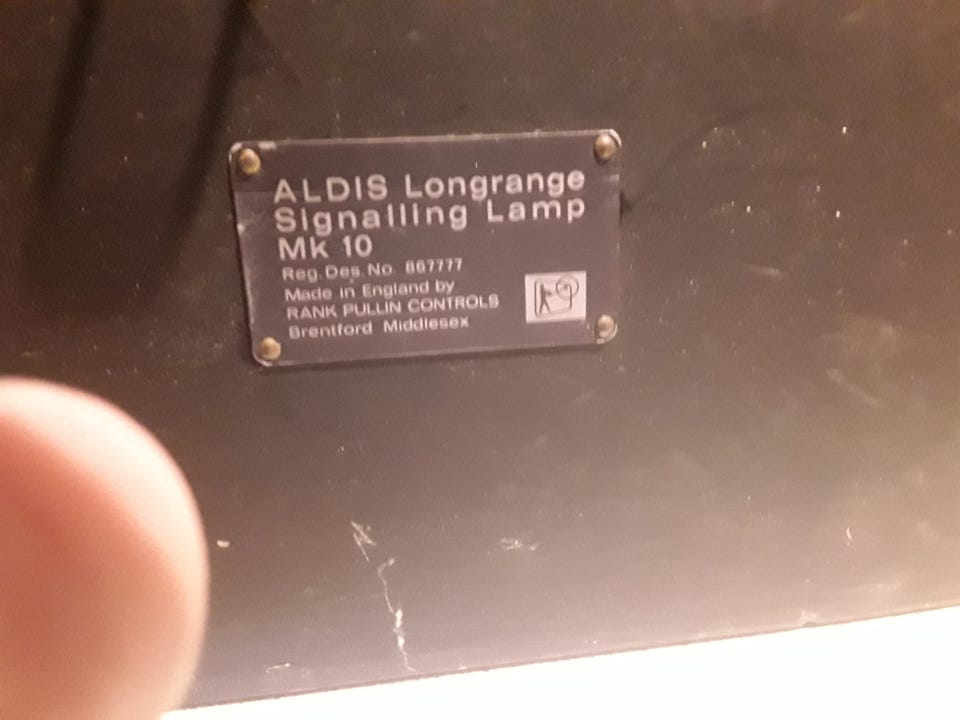 ALDIS Longrange
Signalling Lamp
Mk 10
Reg. Des. No. 867777
Made in England by
RANK PULLIN CONTROLS
Brentford Middlesex